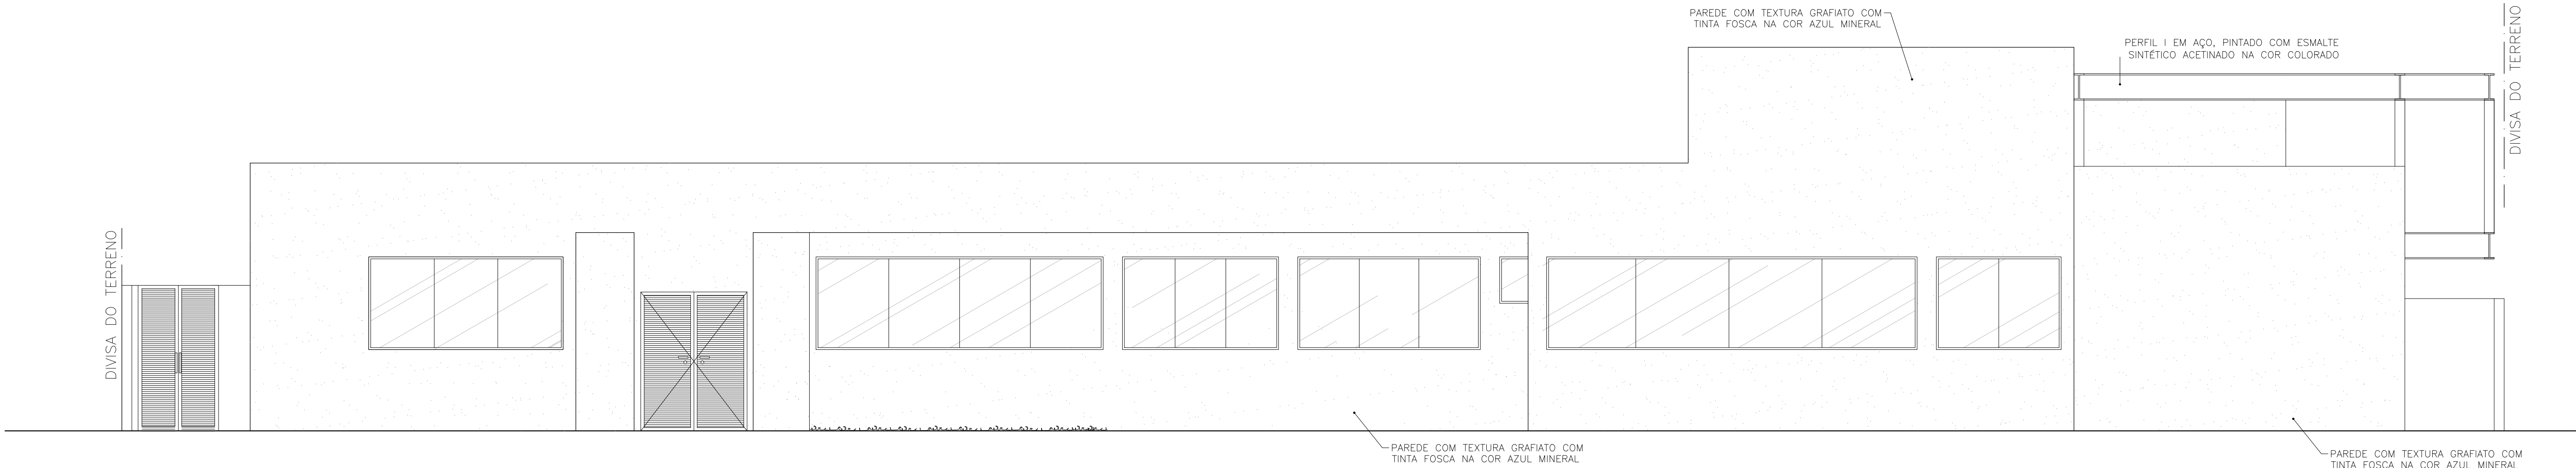 PAREDE COM TEXTURA GRAFIATO COM
TINTA FOSCA NA COR AZUL MINERAL
PERFIL I EM AÇO, PINTADO COM ESMALTE
SINTÉTICO ACETINADO NA COR COLORADO
DIVISA DO TERRENO
DIVISA DO TERRENO
PAREDE COM TEXTURA GRAFIATO COM
TINTA FOSCA NA COR AZUL MINERAL
PAREDE COM TEXTURA GRAFIATO COM
TINTA FOSCA NA COR AZUL MINERAL